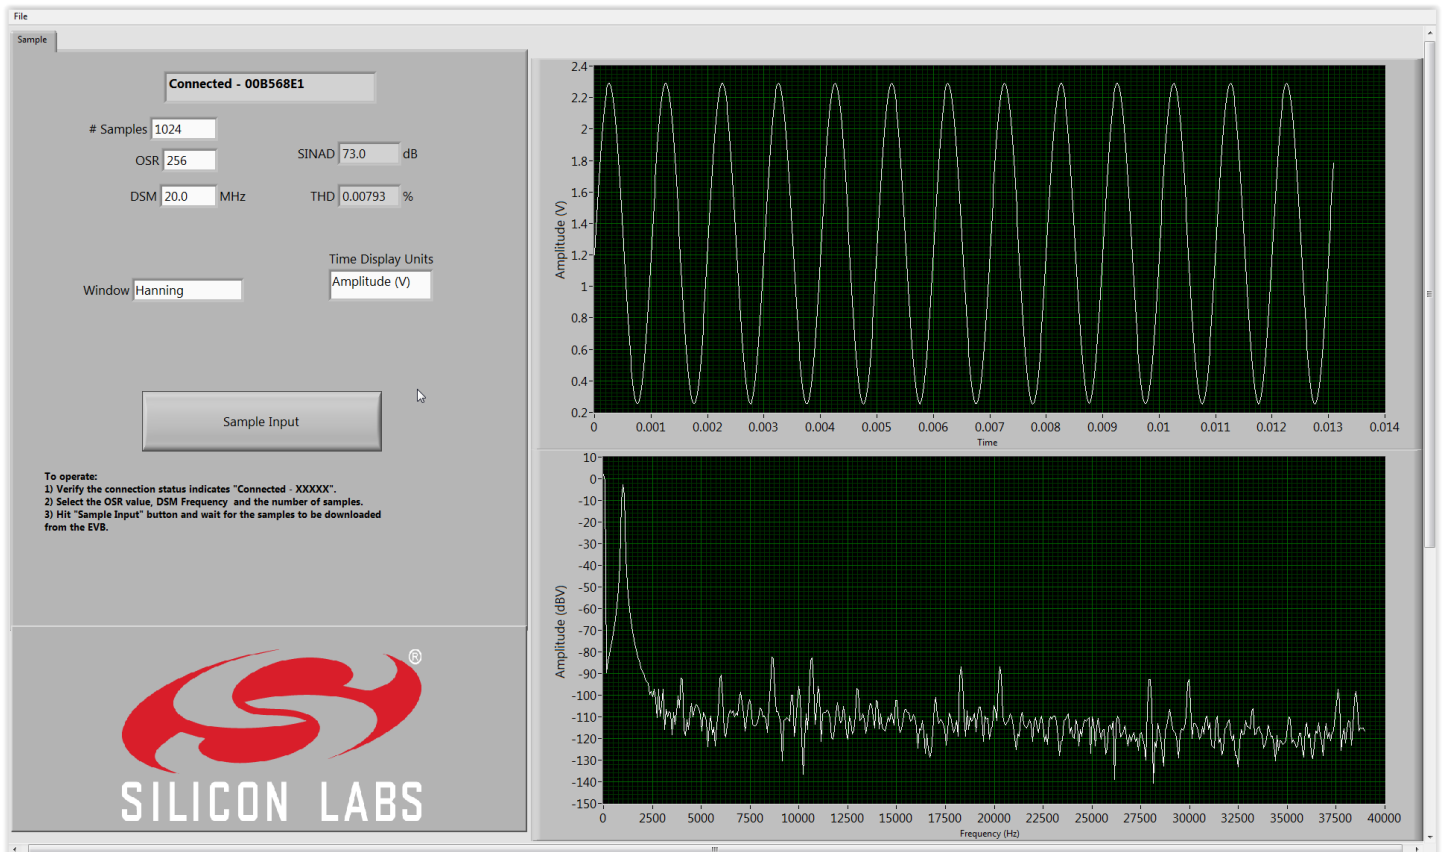 File
Sample
Connected - 00B568E1
# Samples 1024
OSR 256
SINAD 73.0 dB
DSM 20.0 MHz
THD 0.00793 %
Time Display Units
Amplitude (V)
Window Hanning
Sample Input
To operate:
1) Verify the connection status indicates "Connected - XXXXX".
2) Select the OSR value, DSM Frequency  and the number of samples.
3) Hit "Sample Input" button and wait for the samples to be downloaded
from the EVB.
®
SILICON LABS
Amplitude (V)
2.4
2.2
2
1.8
1.6
1.4
1.2
1
0.8
0.6
0.4
0.2
0 0.001 0.002 0.003 0.004 0.005 0.006 0.007 0.008 0.009 0.01 0.011 0.012 0.013 0.014
Time
Amplitude (dBV)
10
0
-10
-20
-30
-40
-50
-60
-70
-80
-90
-100
-110
-120
-130
-140
-150
0 2500 5000 7500 10000 12500 15000 17500 20000 22500 25000 27500 30000 32500 35000 37500 40000
Frequency (Hz)